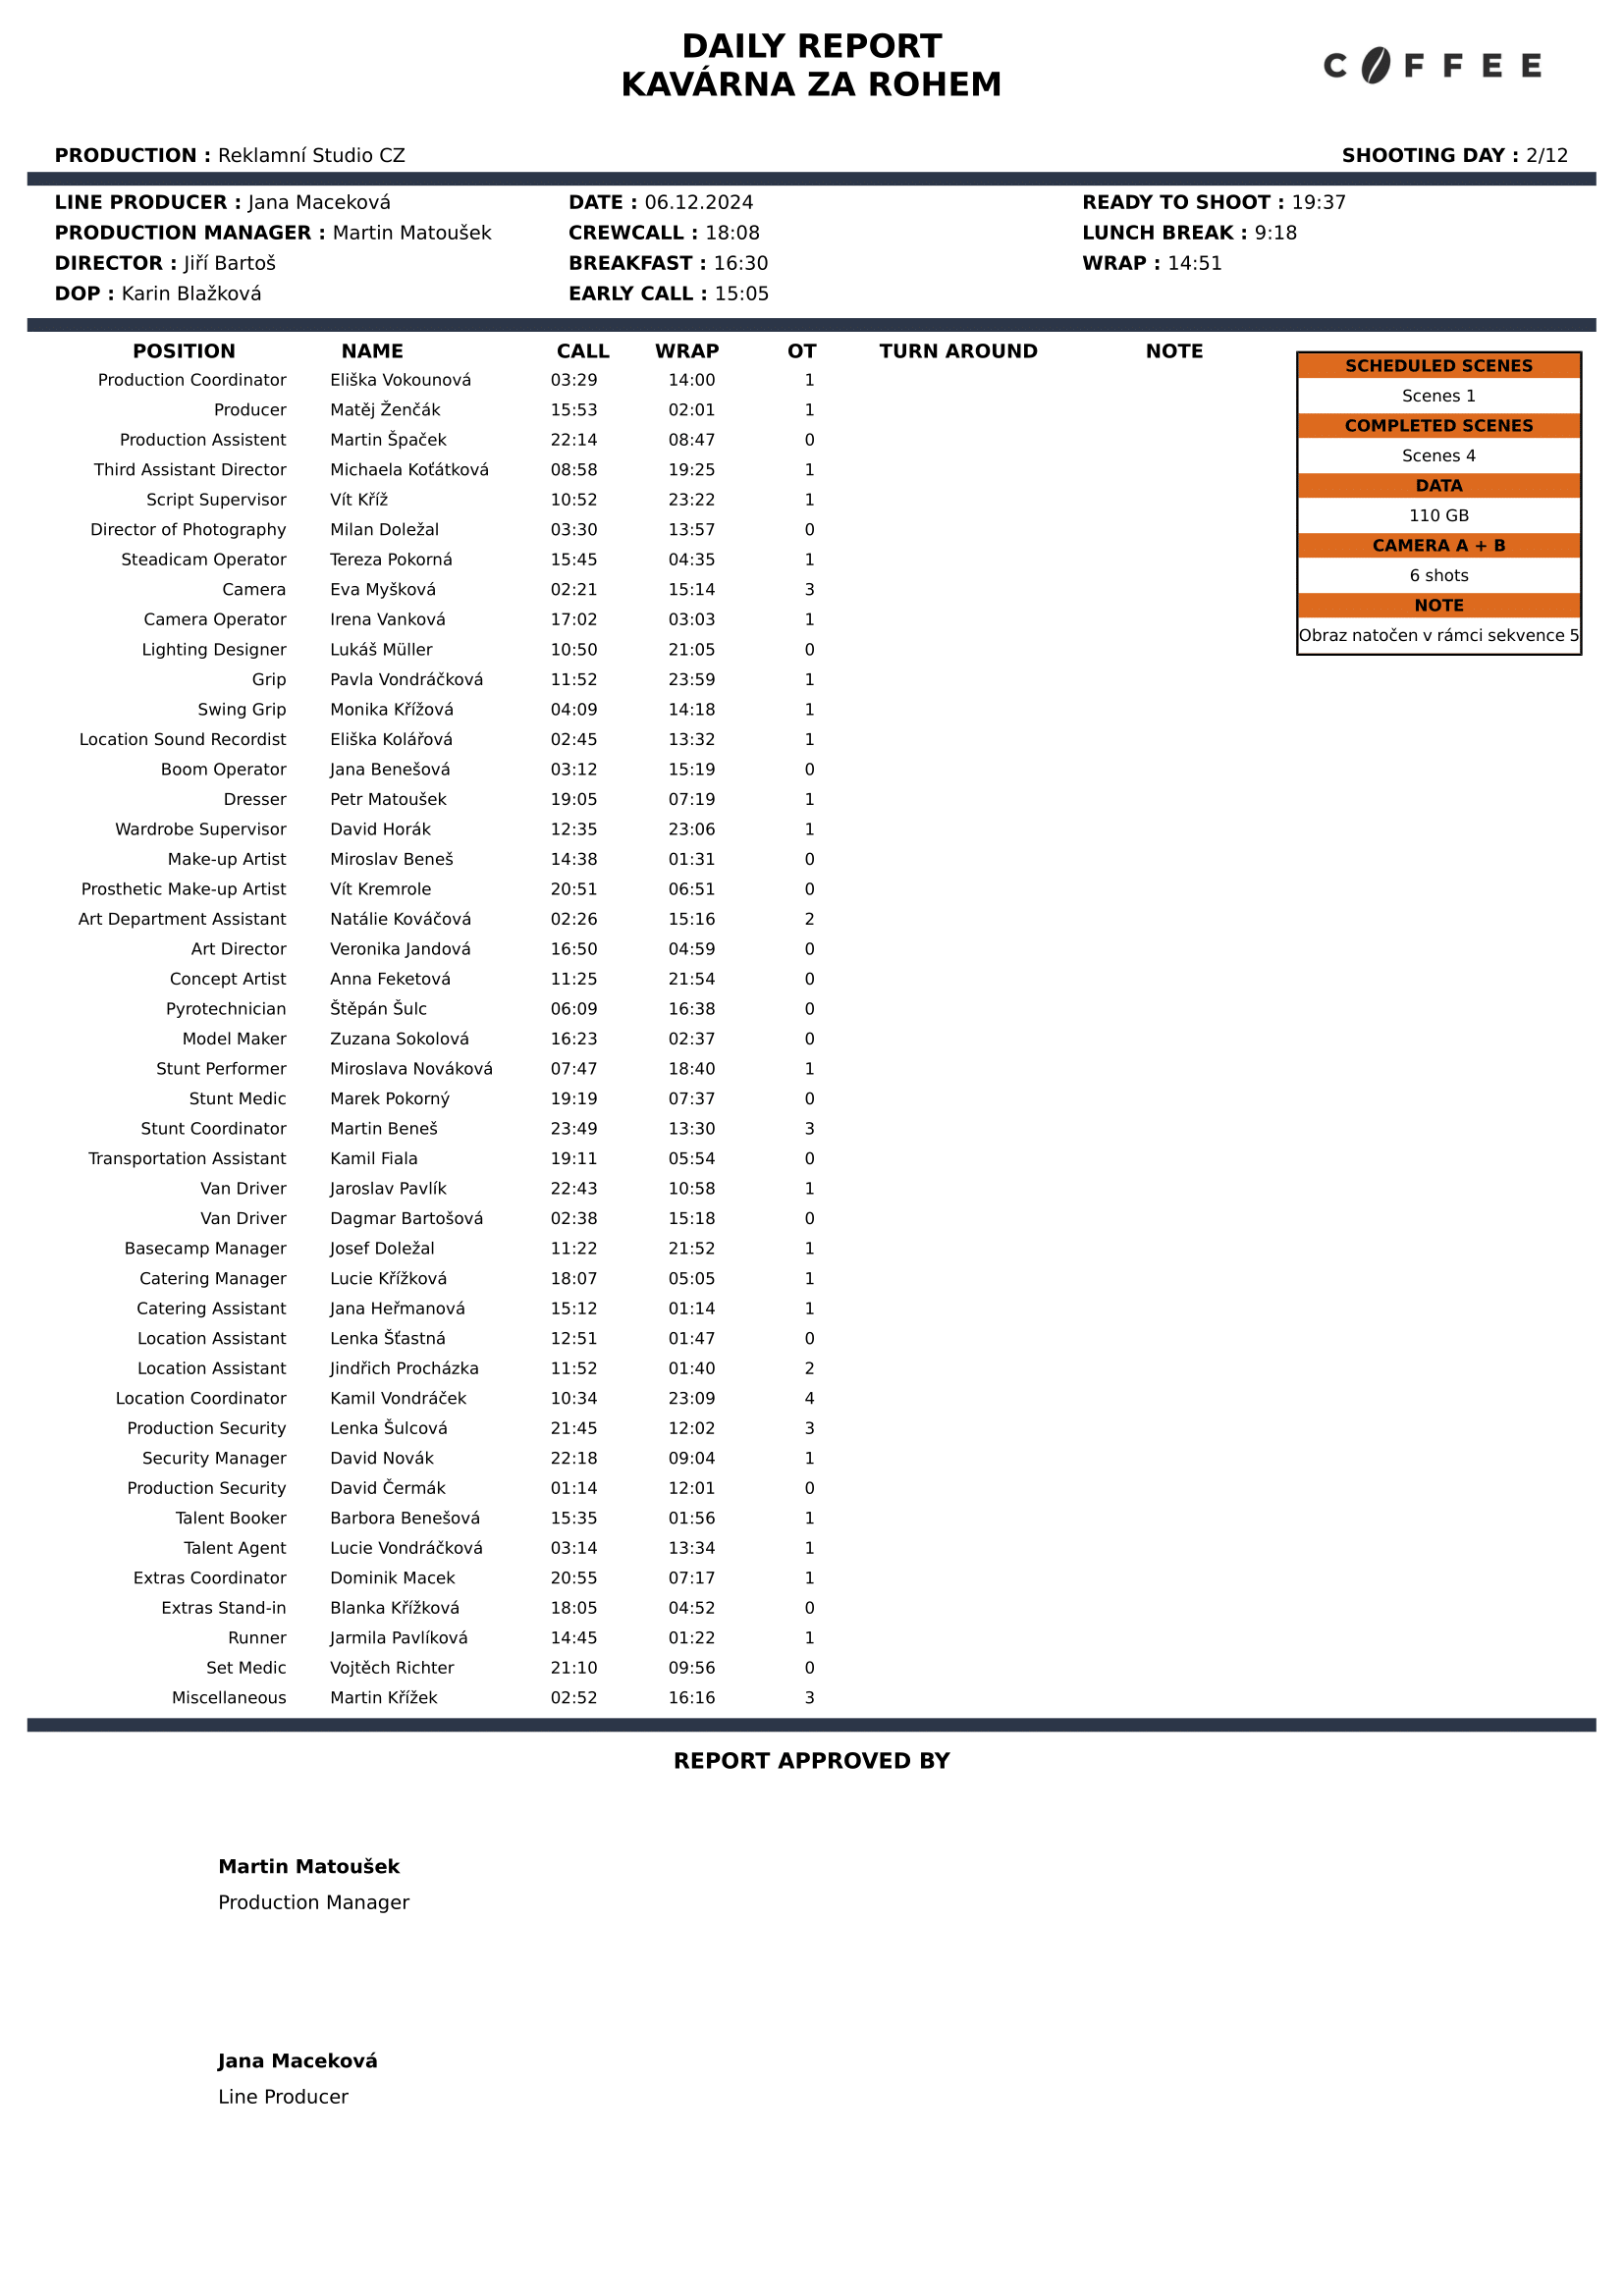 DAILY REPORT
KAVÁRNA ZA ROHEM
COFFEE
PRODUCTION : Reklamní Studio CZ
SHOOTING DAY : 2/12
LINE PRODUCER : Jana Maceková
PRODUCTION MANAGER : Martin Matoušek
DIRECTOR : Jiří Bartoš
DOP : Karin Blažková
DATE : 06.12.2024
CREWCALL : 18:08
BREAKFAST : 16:30
EARLY CALL : 15:05
READY TO SHOOT : 19:37
LUNCH BREAK : 9:18
WRAP : 14:51
POSITION NAME CALL WRAP OT TURN AROUND NOTE
Production Coordinator Eliška Vokounová 03:29 14:00 1
Producer Matěj Ženčák 15:53 02:01 1
Production Assistent Martin Špaček 22:14 08:47 0
Third Assistant Director Michaela Koťátková 08:58 19:25 1
Script Supervisor Vít Kříž 10:52 23:22 1
Director of Photography Milan Doležal 03:30 13:57 0
Steadicam Operator Tereza Pokorná 15:45 04:35 1
Camera Eva Myšková 02:21 15:14 3
Camera Operator Irena Vanková 17:02 03:03 1
Lighting Designer Lukáš Müller 10:50 21:05 0
Grip Pavla Vondráčková 11:52 23:59 1
Swing Grip Monika Křížová 04:09 14:18 1
Location Sound Recordist Eliška Kolářová 02:45 13:32 1
Boom Operator Jana Benešová 03:12 15:19 0
Dresser Petr Matoušek 19:05 07:19 1
Wardrobe Supervisor David Horák 12:35 23:06 1
Make-up Artist Miroslav Beneš 14:38 01:31 0
Prosthetic Make-up Artist Vít Kremrole 20:51 06:51 0
Art Department Assistant Natálie Kováčová 02:26 15:16 2
Art Director Veronika Jandová 16:50 04:59 0
Concept Artist Anna Feketová 11:25 21:54 0
Pyrotechnician Štěpán Šulc 06:09 16:38 0
Model Maker Zuzana Sokolová 16:23 02:37 0
Stunt Performer Miroslava Nováková 07:47 18:40 1
Stunt Medic Marek Pokorný 19:19 07:37 0
Stunt Coordinator Martin Beneš 23:49 13:30 3
Transportation Assistant Kamil Fiala 19:11 05:54 0
Van Driver Jaroslav Pavlík 22:43 10:58 1
Van Driver Dagmar Bartošová 02:38 15:18 0
Basecamp Manager Josef Doležal 11:22 21:52 1
Catering Manager Lucie Křížková 18:07 05:05 1
Catering Assistant Jana Heřmanová 15:12 01:14 1
Location Assistant Lenka Šťastná 12:51 01:47 0
Location Assistant Jindřich Procházka 11:52 01:40 2
Location Coordinator Kamil Vondráček 10:34 23:09 4
Production Security Lenka Šulcová 21:45 12:02 3
Security Manager David Novák 22:18 09:04 1
Production Security David Čermák 01:14 12:01 0
Talent Booker Barbora Benešová 15:35 01:56 1
Talent Agent Lucie Vondráčková 03:14 13:34 1
Extras Coordinator Dominik Macek 20:55 07:17 1
Extras Stand-in Blanka Křížková 18:05 04:52 0
Runner Jarmila Pavlíková 14:45 01:22 1
Set Medic Vojtěch Richter 21:10 09:56 0
Miscellaneous Martin Křížek 02:52 16:16 3
SCHEDULED SCENES
Scenes 1
COMPLETED SCENES
Scenes 4
DATA
110 GB
CAMERA A + B
6 shots
NOTE
Obraz natočen v rámci sekvence 5
REPORT APPROVED BY
Martin Matoušek
Production Manager
Jana Maceková
Line Producer